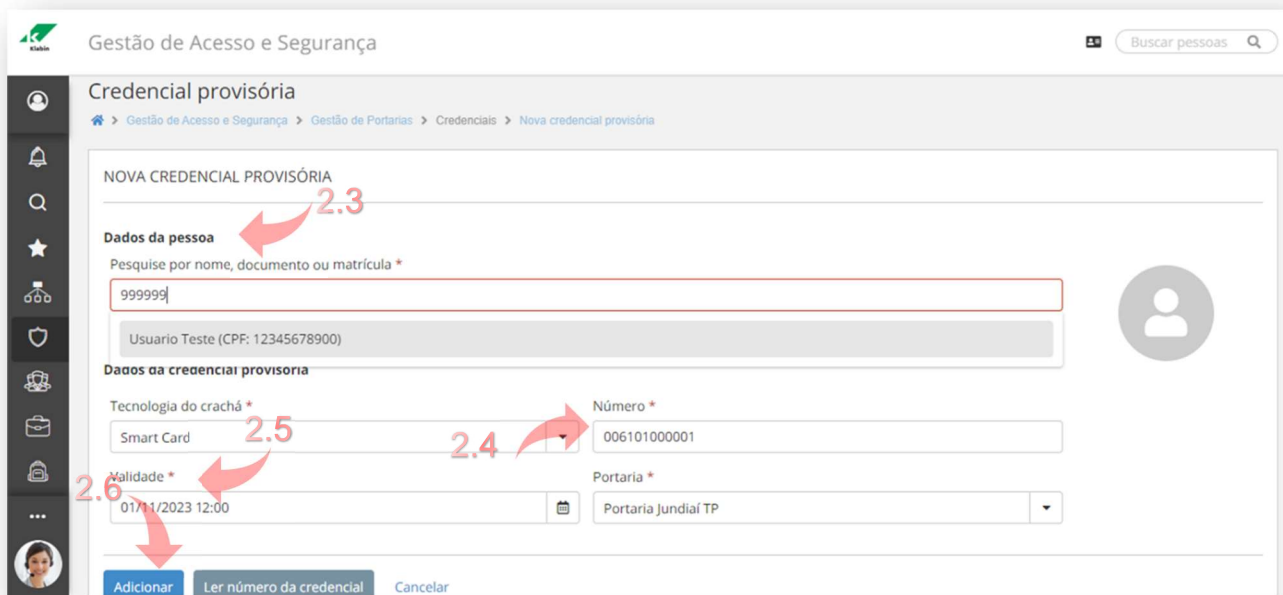 Klabin
Gestão de Acesso e Segurança
Buscar pessoas
Credencial provisória
> Gestão de Acesso e Segurança > Gestão de Portarias > Credenciais > Nova credencial provisória
NOVA CREDENCIAL PROVISÓRIA
2.3
Dados da pessoa
Pesquise por nome, documento ou matrícula *
999999
Usuario Teste (CPF: 12345678900)
Dados da credencial provisória
Tecnologia do crachá *
Número *
Smart Card
2.5
2.4
006101000001
Validade *
Portaria *
2.6
01/11/2023 12:00
Portaria Jundiaí TP
Adicionar
Ler número da credencial
Cancelar